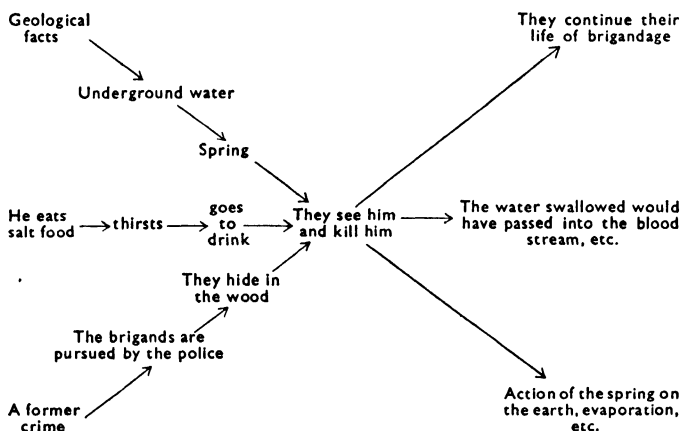 Geological
facts
They continue their
life of brigandage
Underground water
Spring
He eats
salt food
thirsts
goes
to
drink
They see him
and kill him
The water swallowed would
have passed into the blood
stream, etc.
They hide in
the wood
The brigands are
pursued by the police
A former
crime
Action of the spring on
the earth, evaporation,
etc.